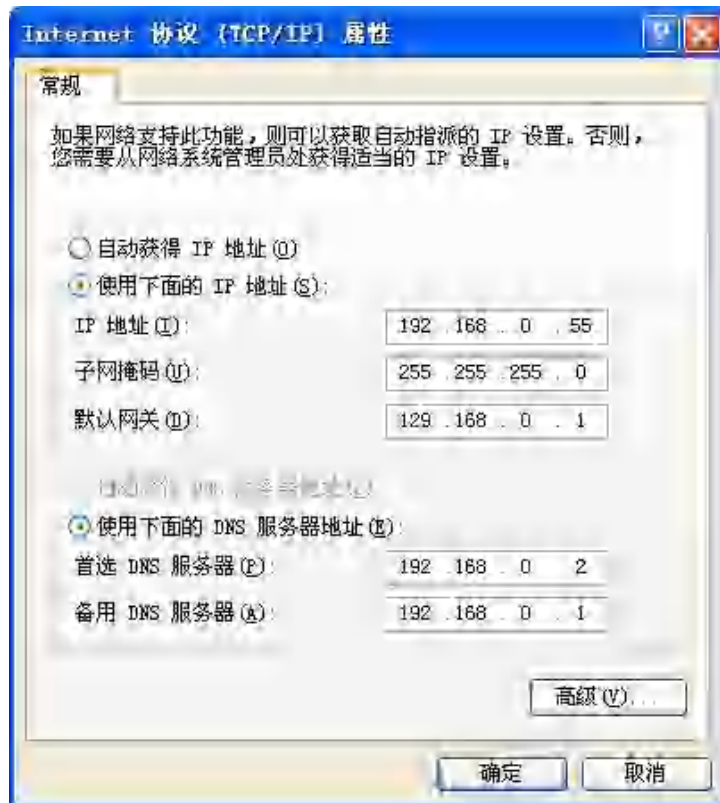 Internet 协议 (TCP/IP) 属性
常规
如果网络支持此功能，则可以获取自动指派的 IP 设置。否则，
您需要从网络系统管理员处获得适当的 IP 设置。
自动获得 IP 地址(O)
使用下面的 IP 地址(S):
IP 地址(I): 192 .168 . 0 . 55
子网掩码(U): 255 .255 .255 . 0
默认网关(D): 129 .168 . 0 . 1
使用下面的 DNS 服务器地址(E):
首选 DNS 服务器(P): 192 .168 . 0 . 2
备用 DNS 服务器(A): 192 .168 . 0 . 1
高级(V)...
确定 取消